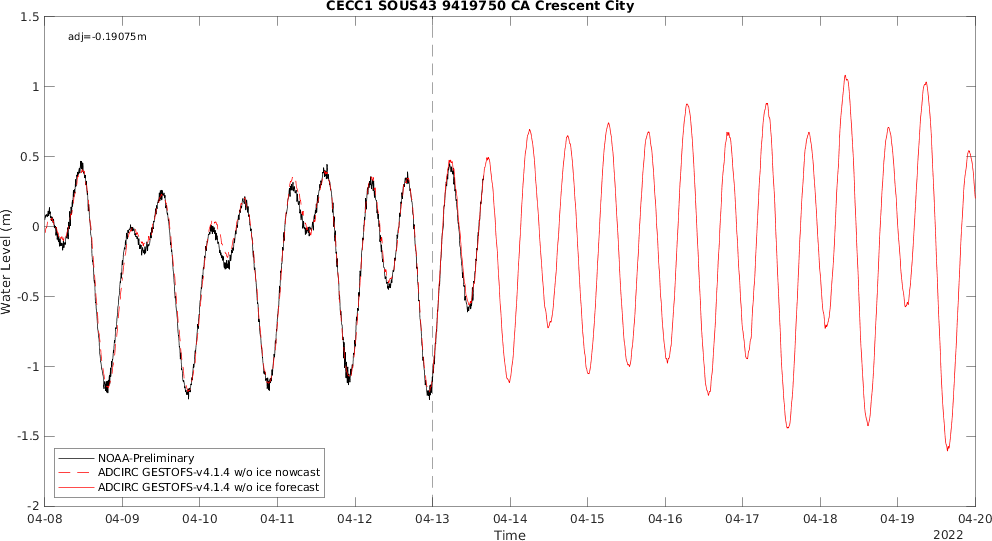 CECC1 SOUS43 9419750 CA Crescent City
adj=-0.19075m
Water Level (m)
1.5
1
0.5
0
-0.5
-1
-1.5
-2
NOAA-Preliminary
ADCIRC GESTOFS-v4.1.4 w/o ice nowcast
ADCIRC GESTOFS-v4.1.4 w/o ice forecast
04-08 04-09 04-10 04-11 04-12 04-13 04-14 04-15 04-16 04-17 04-18 04-19 04-20
Time
2022